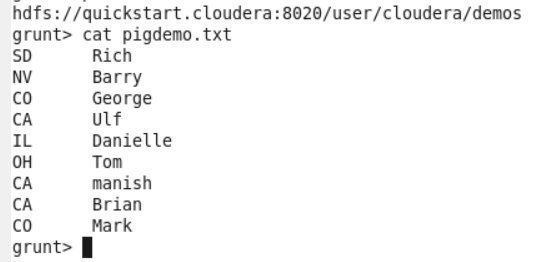 hdfs://quickstart.cloudera:8020/user/cloudera/demos
grunt> cat pigdemo.txt
SD Rich
NV Barry
CO George
CA Ulf
IL Danielle
OH Tom
CA manish
CA Brian
CO Mark
grunt>